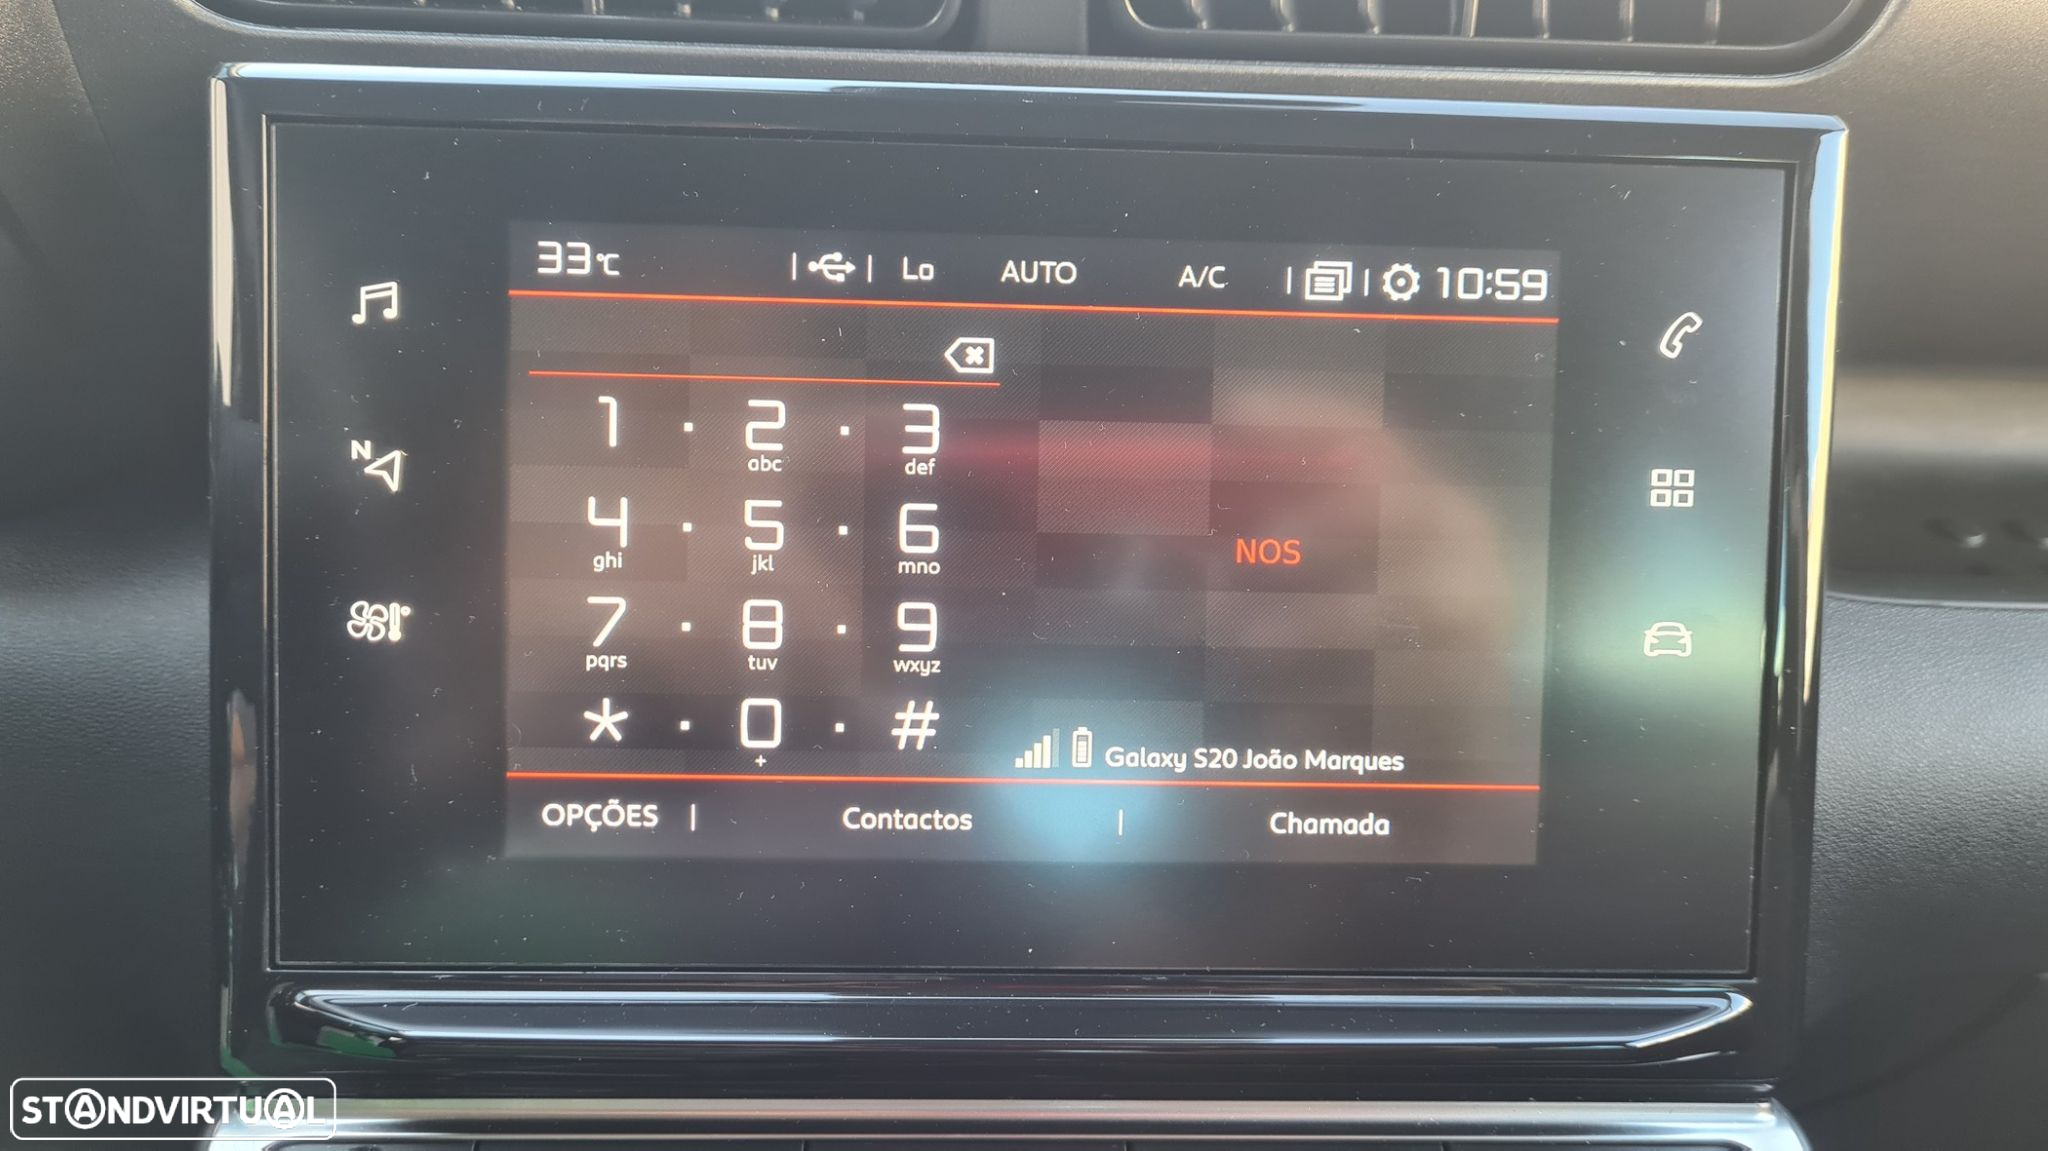 33°C Lo AUTO A/C 10:59
N
1 2 3
abc def
4 5 6
ghi jkl mno
NOS
7 8 9
pqrs tuv wxyz
* 0 #
+
Galaxy S20 João Marques
OPÇÕES | Contactos | Chamada
STANDVIRTUAL